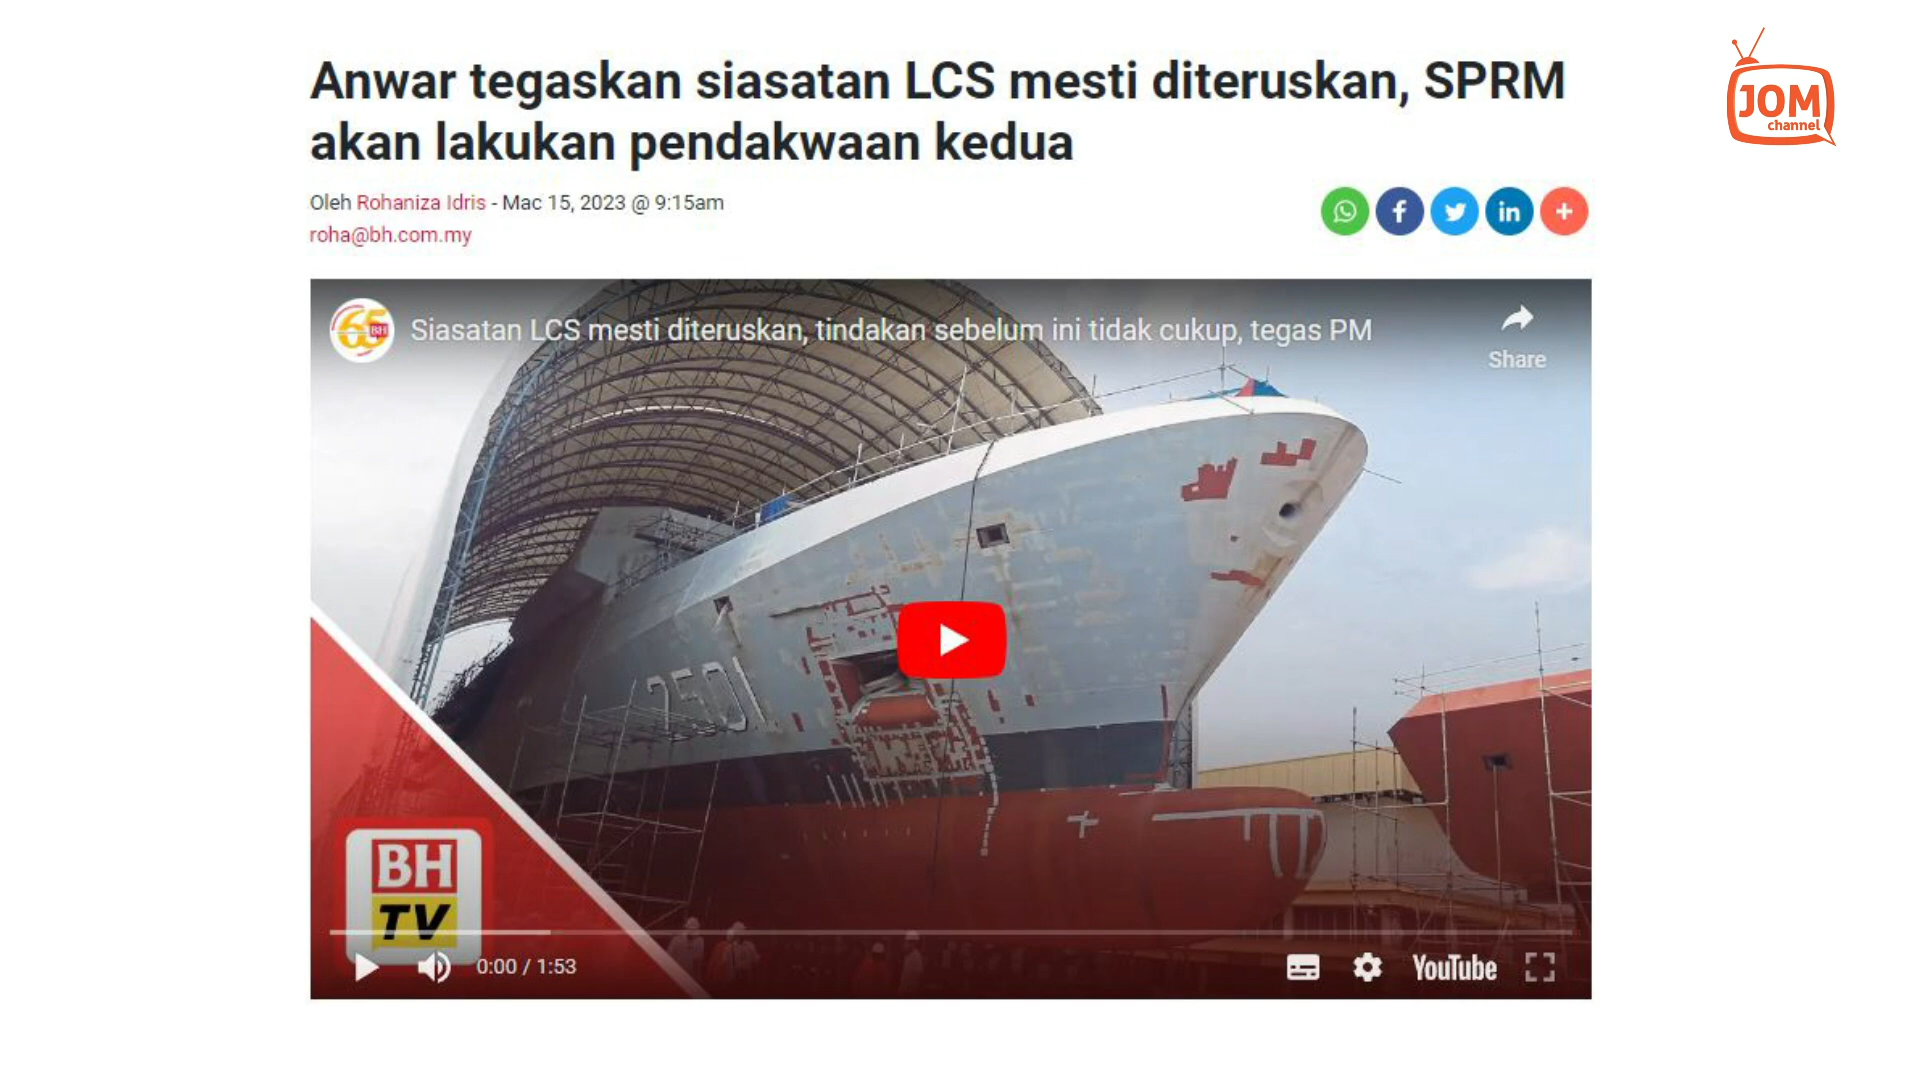 Anwar tegaskan siasatan LCS mesti diteruskan, SPRM
akan lakukan pendakwaan kedua
JOM
channel
Oleh Rohaniza Idris - Mac 15, 2023 @ 9:15am
roha@bh.com.my
65 BH
Siasatan LCS mesti diteruskan, tindakan sebelum ini tidak cukup, tegas PM
Share
2501
BH
TV
0:00 / 1:53
YouTube